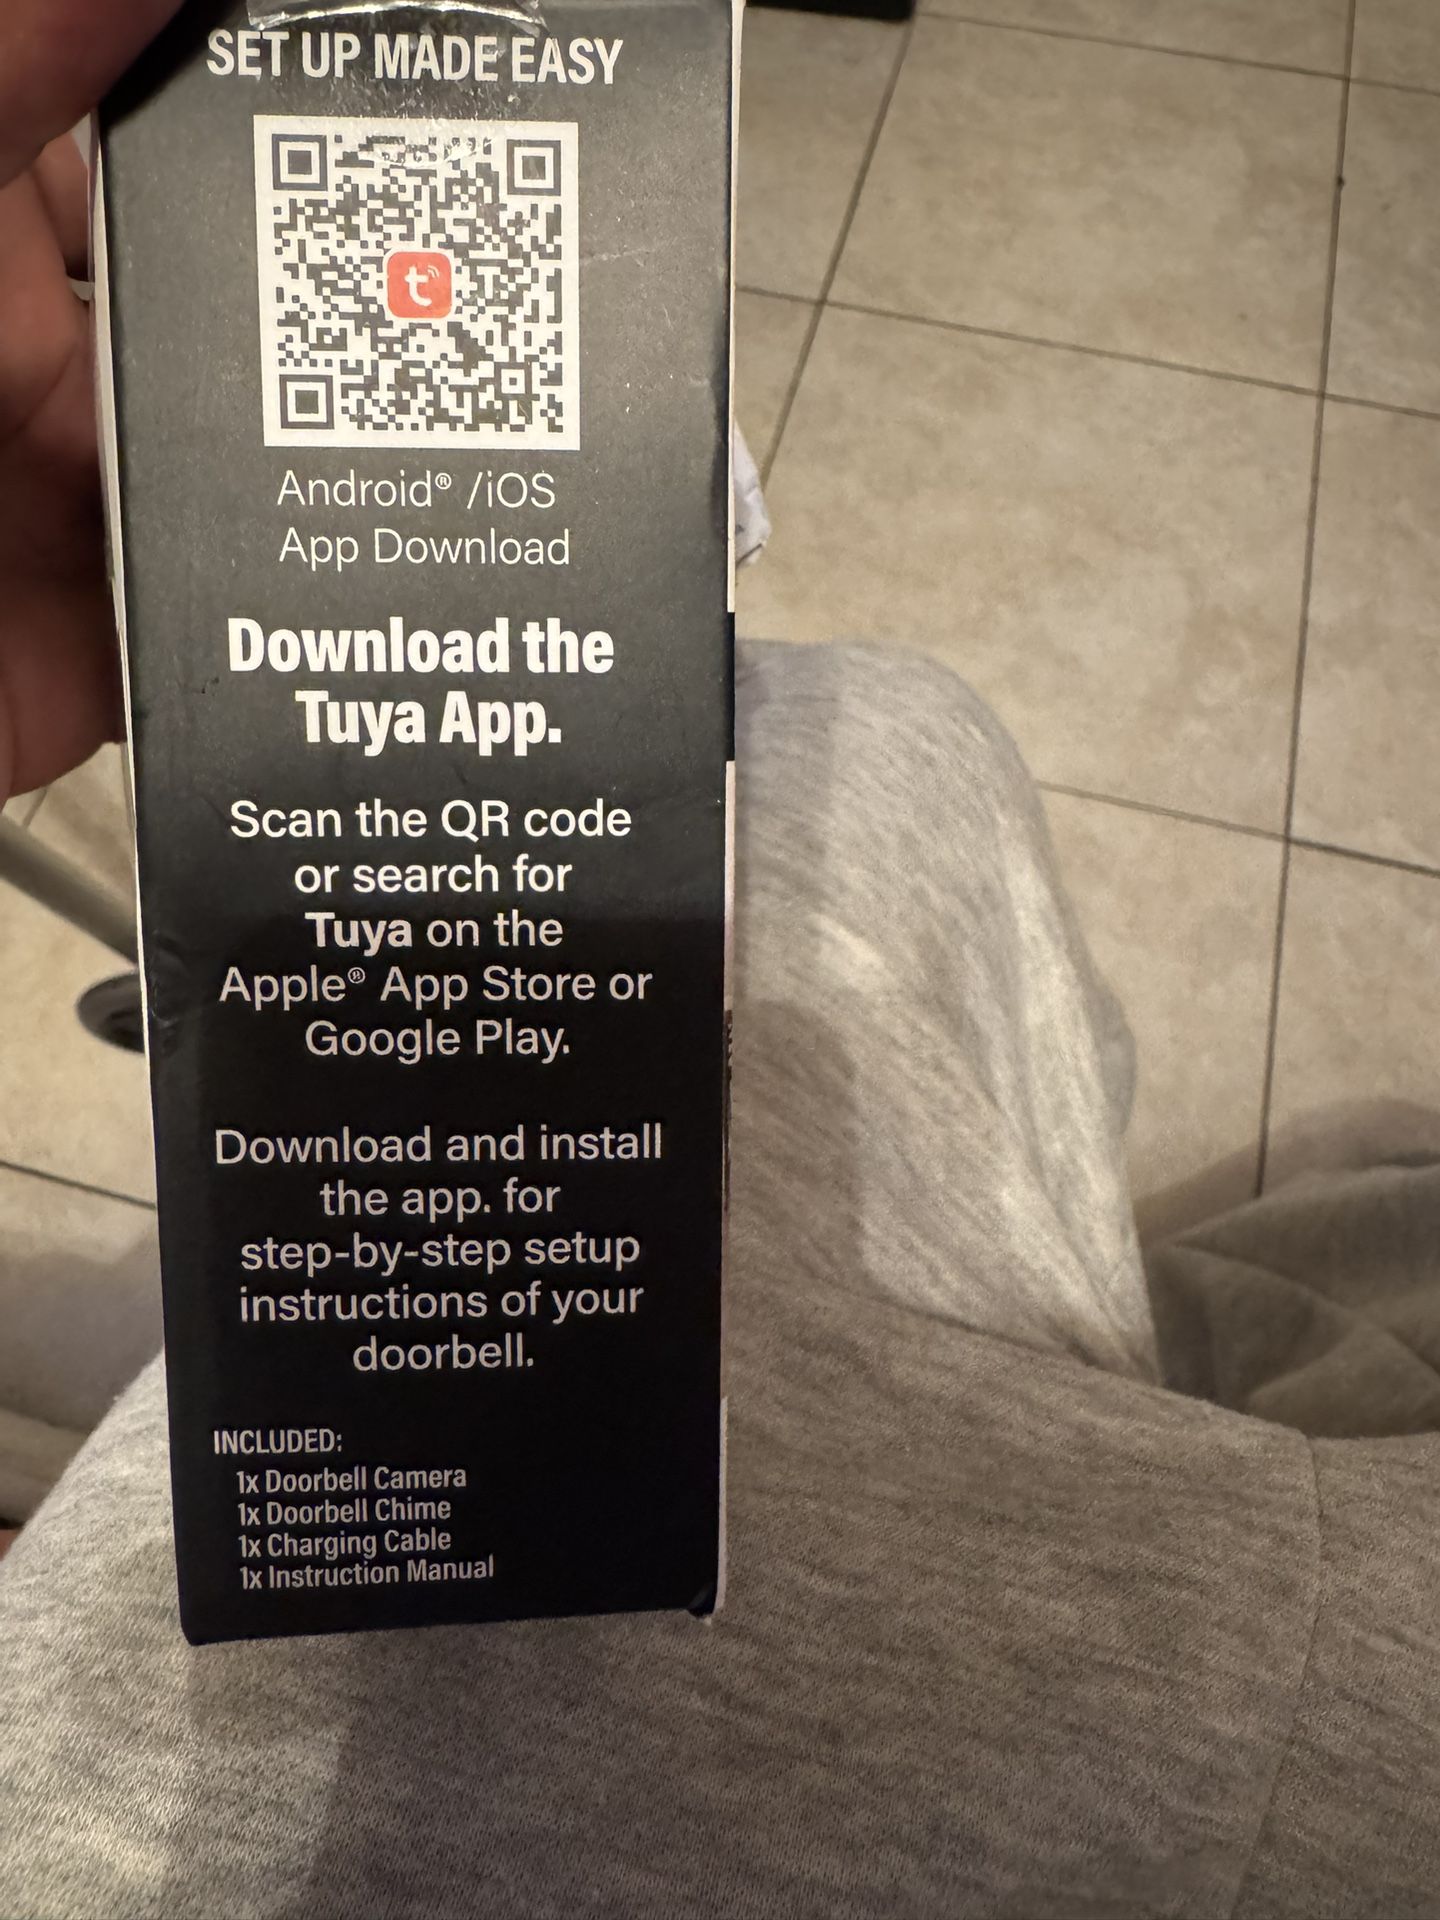 SET UP MADE EASY
t
Android® /iOS
App Download
Download the
Tuya App.
Scan the QR code
or search for
Tuya on the
Apple® App Store or
Google Play.
Download and install
the app. for
step-by-step setup
instructions of your
doorbell.
INCLUDED:
1x Doorbell Camera
1x Doorbell Chime
1x Charging Cable
1x Instruction Manual